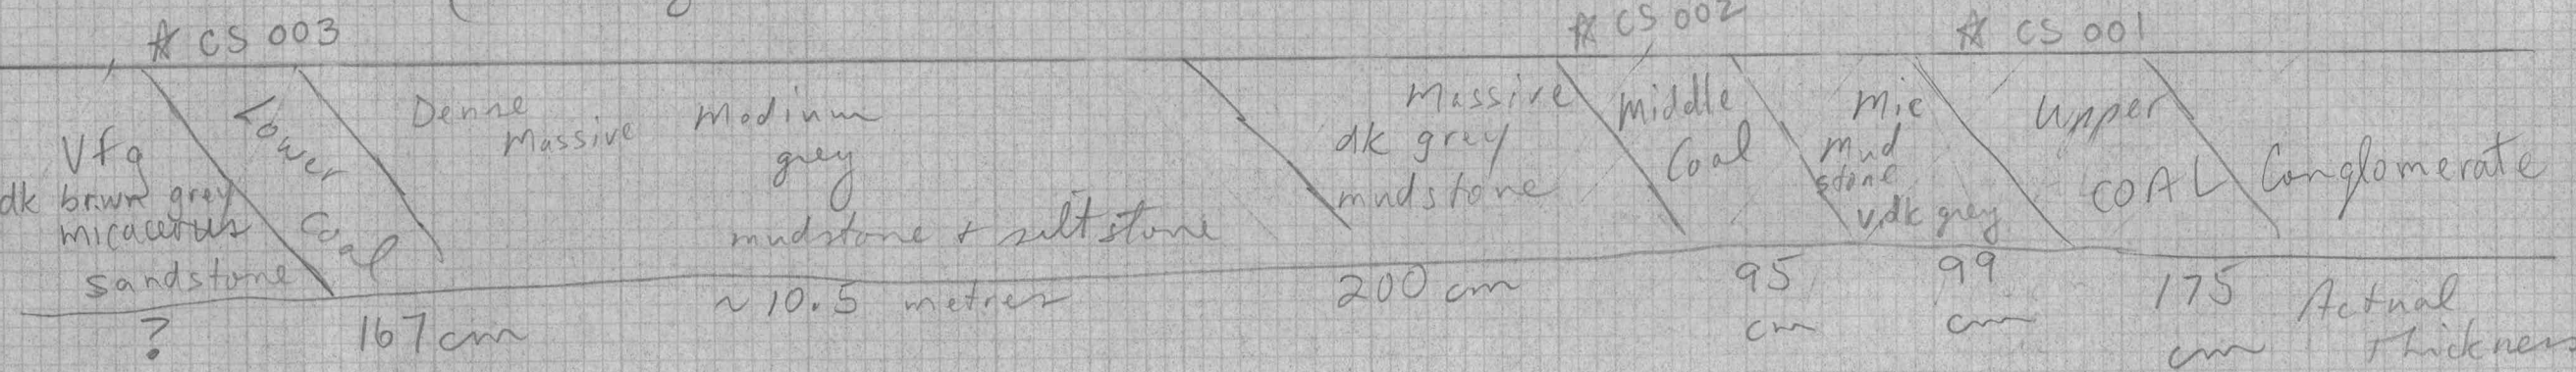 ☆ CS 003
☆ CS 002
☆ CS 001
Vfg
dk brwn grey
micaceous
sandstone
Lower
Coal
Dense
Massive
Medium
grey
mudstone + siltstone
Massive
dk grey
mudstone
Middle
Coal
Mic
Mud
stone
v.dk grey
Upper
COAL
Conglomerate
?
167 cm
~ 10.5 metres
200 cm
95
cm
99
cm
175
cm
Actual
thickness